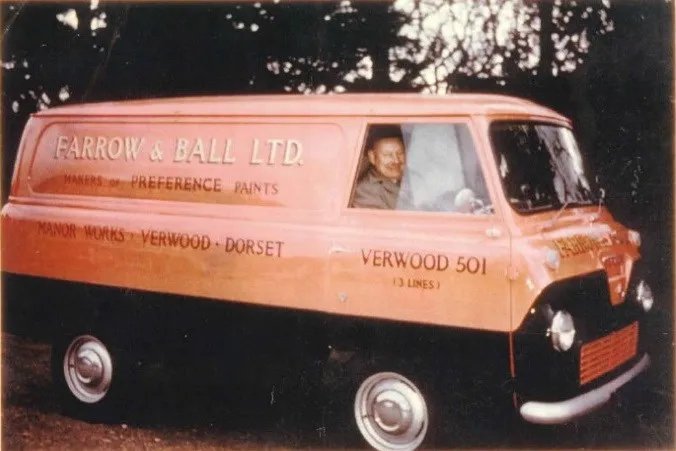 FARROW & BALL LTD.
MAKERS OF PREFERENCE PAINTS
MANOR WORKS · VERWOOD · DORSET
VERWOOD 501
(3 LINES)